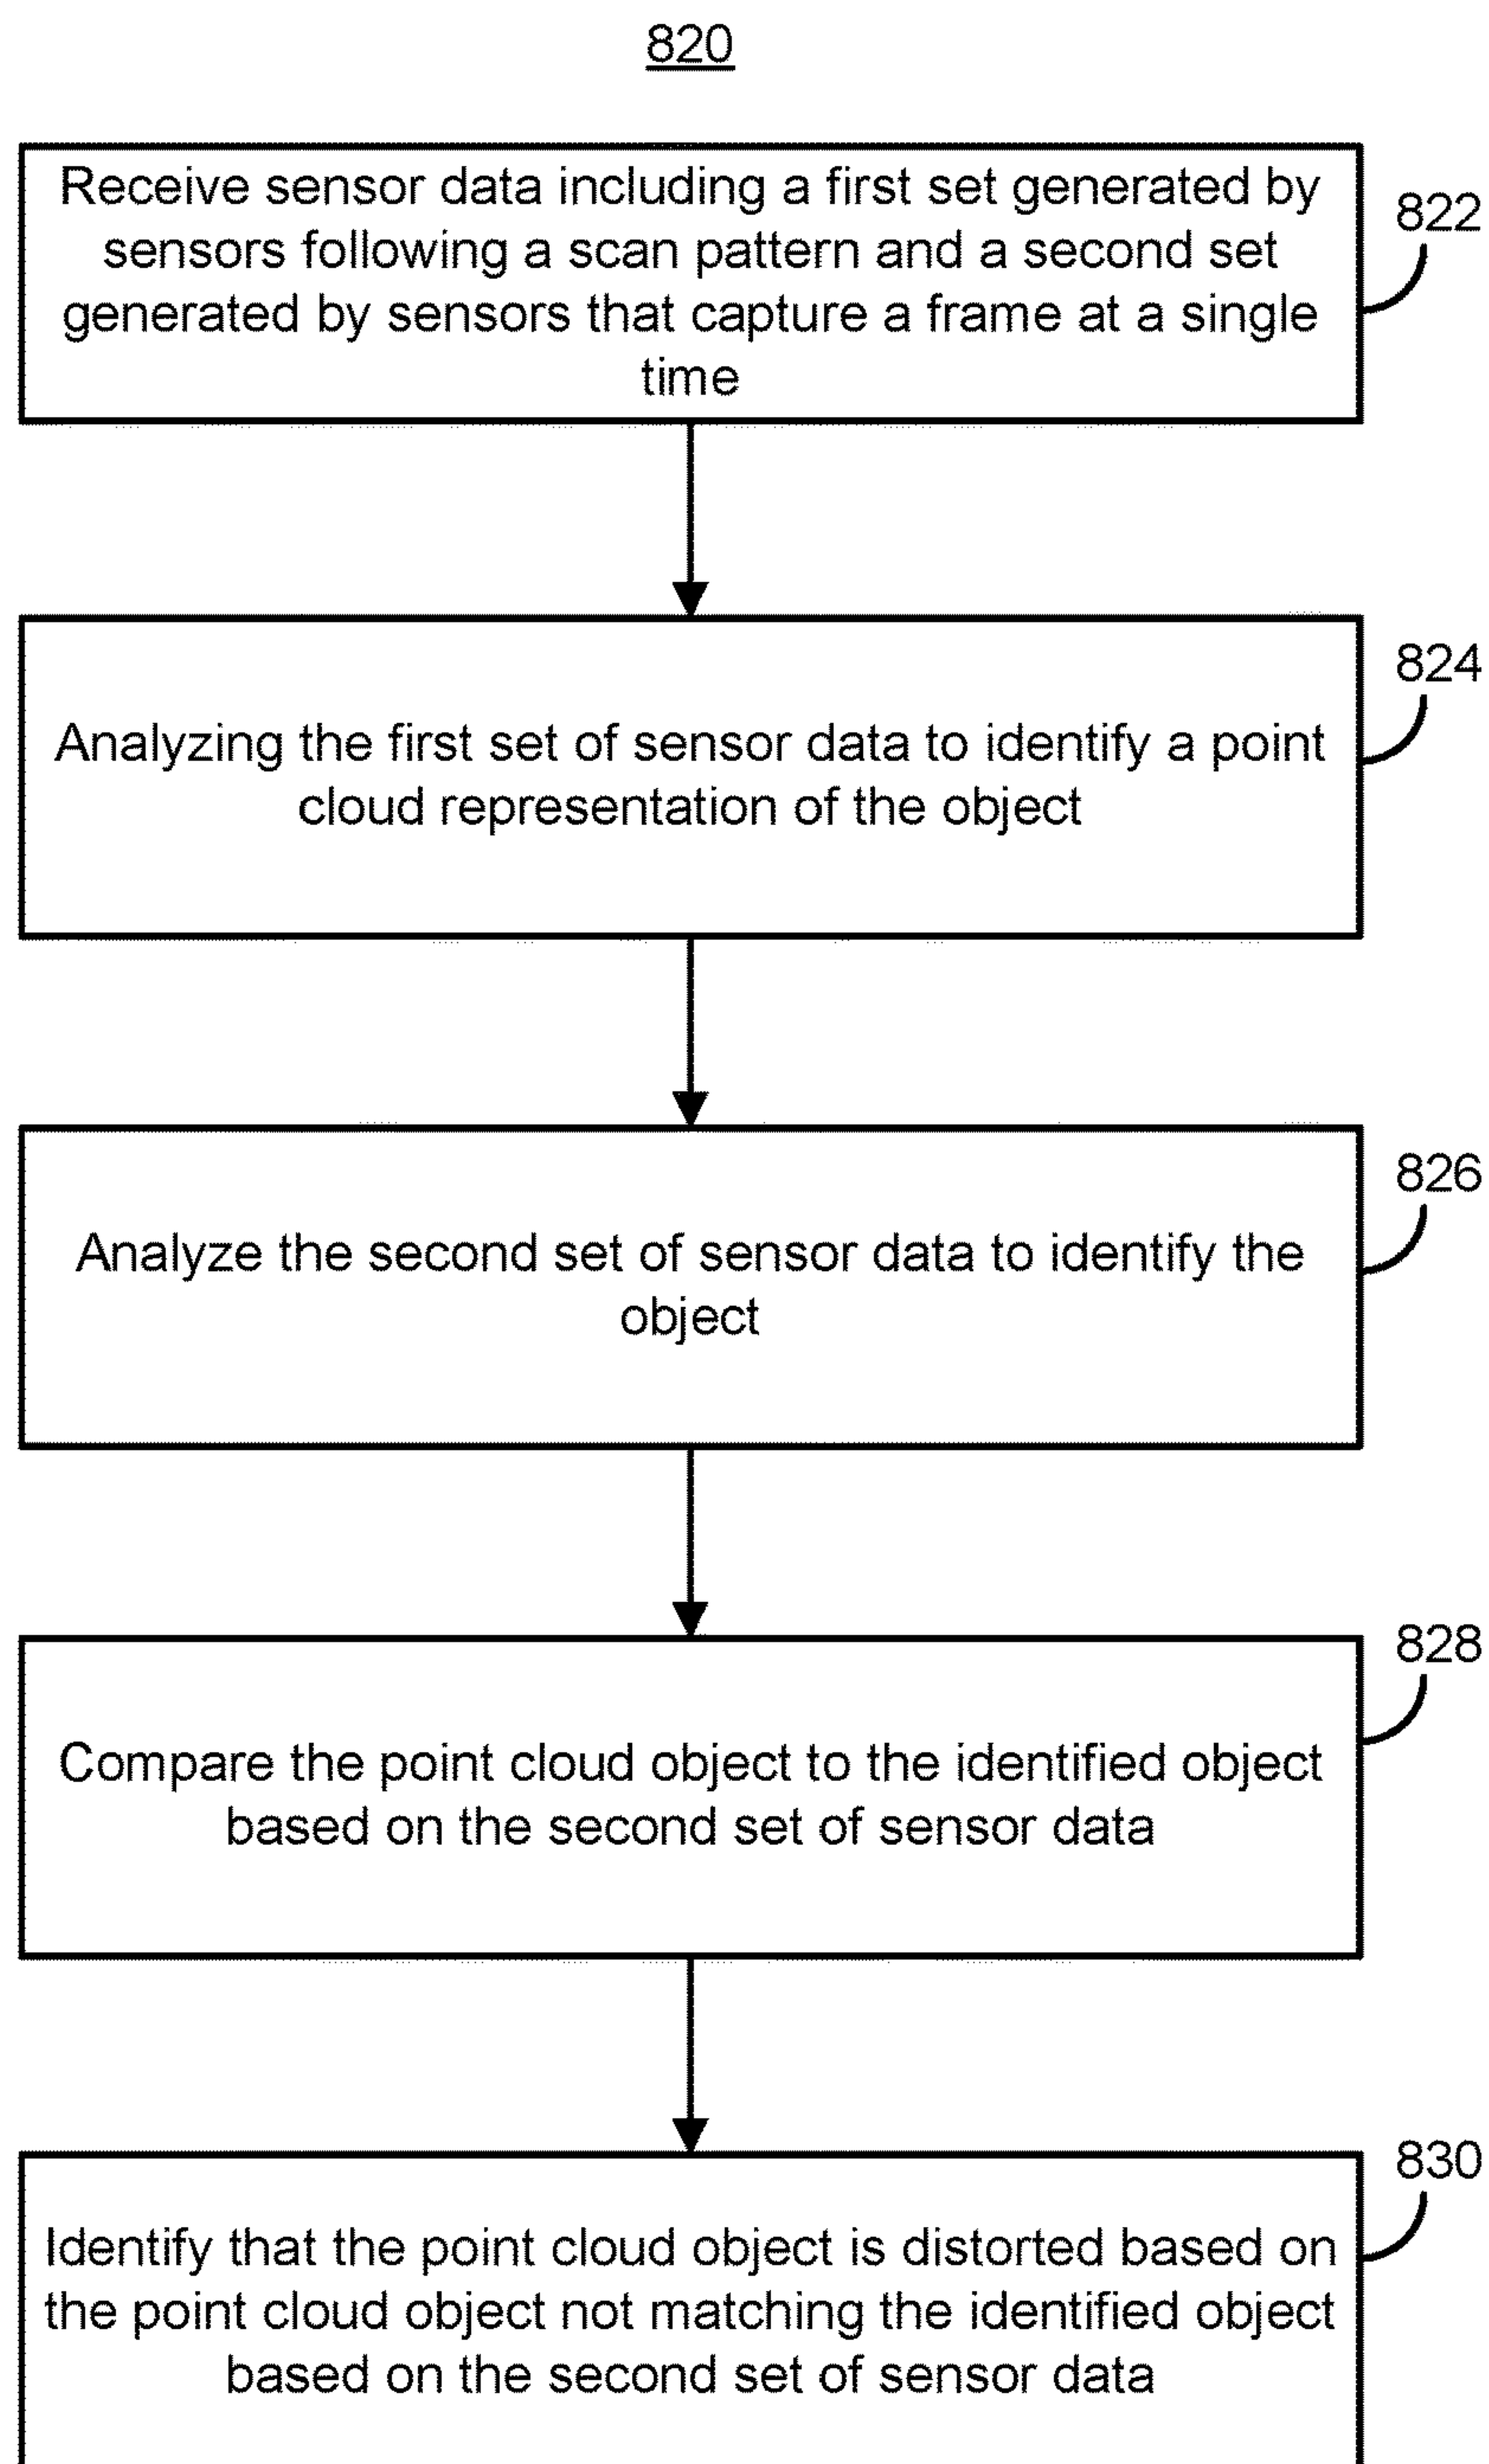 820
Receive sensor data including a first set generated by
sensors following a scan pattern and a second set
generated by sensors that capture a frame at a single
time
822
Analyzing the first set of sensor data to identify a point
cloud representation of the object
824
Analyze the second set of sensor data to identify the
object
826
Compare the point cloud object to the identified object
based on the second set of sensor data
828
Identify that the point cloud object is distorted based on
the point cloud object not matching the identified object
based on the second set of sensor data
830